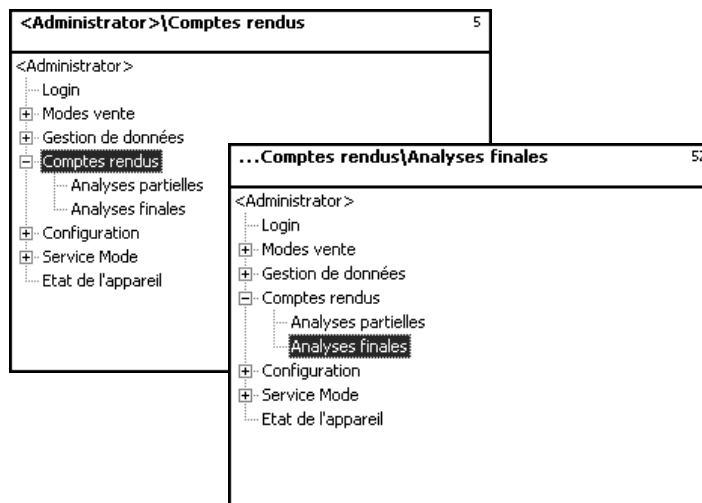 <Administrator>\Comptes rendus 5
<Administrator>
Login
Modes vente
Gestion de données
Comptes rendus
Analyses partielles
Analyses finales
Configuration
Service Mode
Etat de l'appareil
...Comptes rendus\Analyses finales 52
<Administrator>
Login
Modes vente
Gestion de données
Comptes rendus
Analyses partielles
Analyses finales
Configuration
Service Mode
Etat de l'appareil